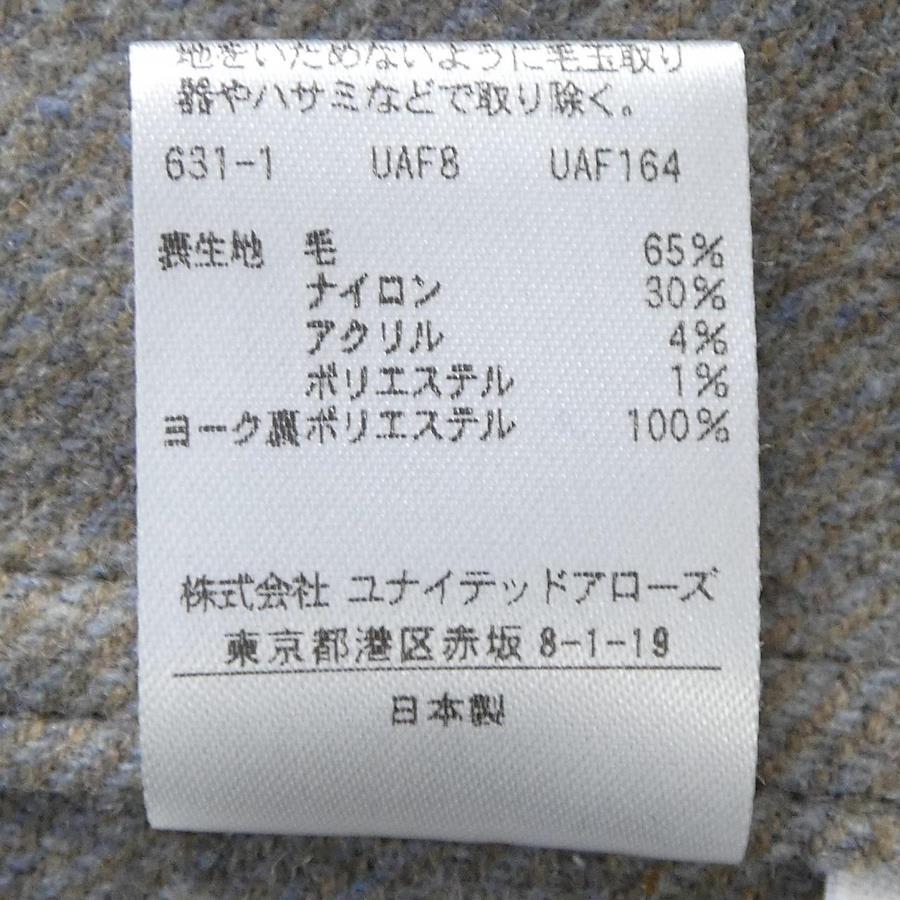 地をいためないように毛玉取り
器やハサミなどで取り除く。
631-1 UAF8 UAF164
表生地 毛 65%
ナイロン 30%
アクリル 4%
ポリエステル 1%
ヨーク裏ポリエステル 100%
株式会社 ユナイテッドアローズ
東京都港区赤坂 8-1-19
日本製